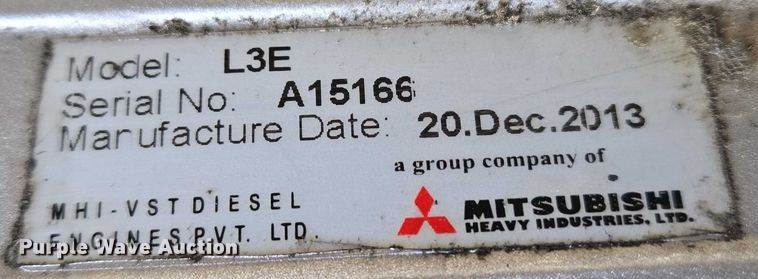 Model: L3E
Serial No: A15166
Manufacture Date: 20.Dec.2013
a group company of
MHI-VST DIESEL
ENGINES PVT. LTD.
MITSUBISHI
HEAVY INDUSTRIES, LTD.
Purple Wave Auction